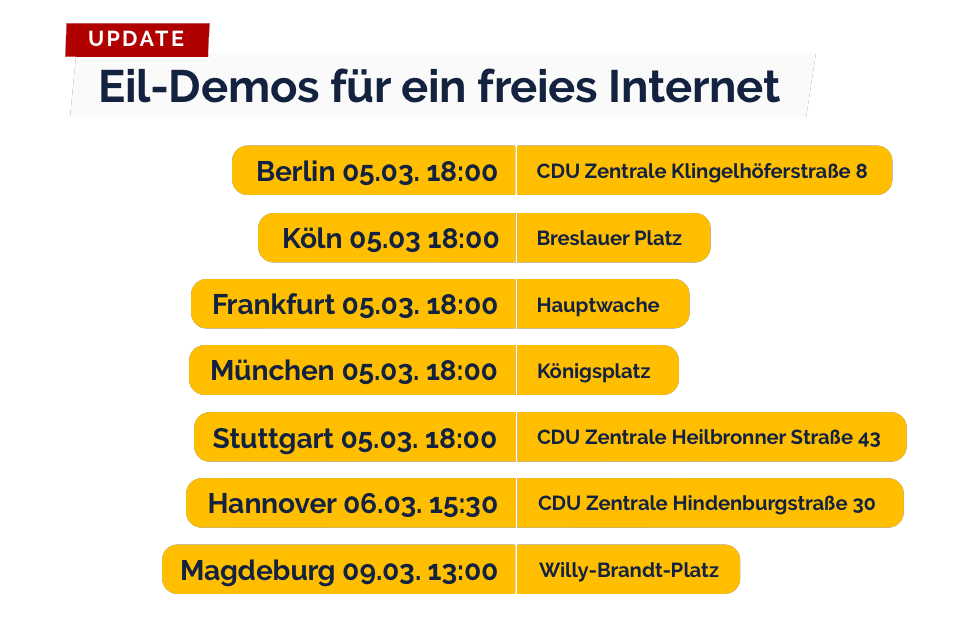 UPDATE
Eil-Demos für ein freies Internet
Berlin 05.03. 18:00 CDU Zentrale Klingelhöferstraße 8
Köln 05.03 18:00 Breslauer Platz
Frankfurt 05.03. 18:00 Hauptwache
München 05.03. 18:00 Königsplatz
Stuttgart 05.03. 18:00 CDU Zentrale Heilbronner Straße 43
Hannover 06.03. 15:30 CDU Zentrale Hindenburgstraße 30
Magdeburg 09.03. 13:00 Willy-Brandt-Platz